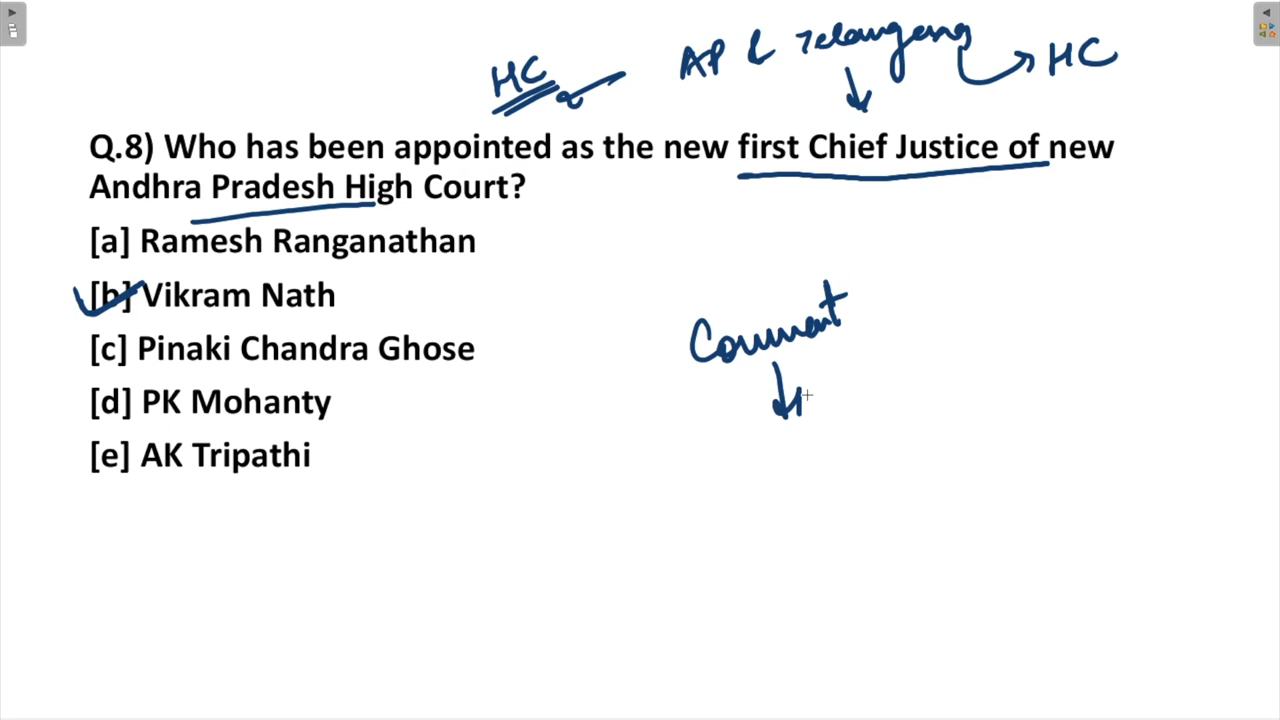 HC AP & Telangana HC
Q.8) Who has been appointed as the new first Chief Justice of new
Andhra Pradesh High Court?
[a] Ramesh Ranganathan
[b] Vikram Nath
[c] Pinaki Chandra Ghose
[d] PK Mohanty
[e] AK Tripathi
Comment